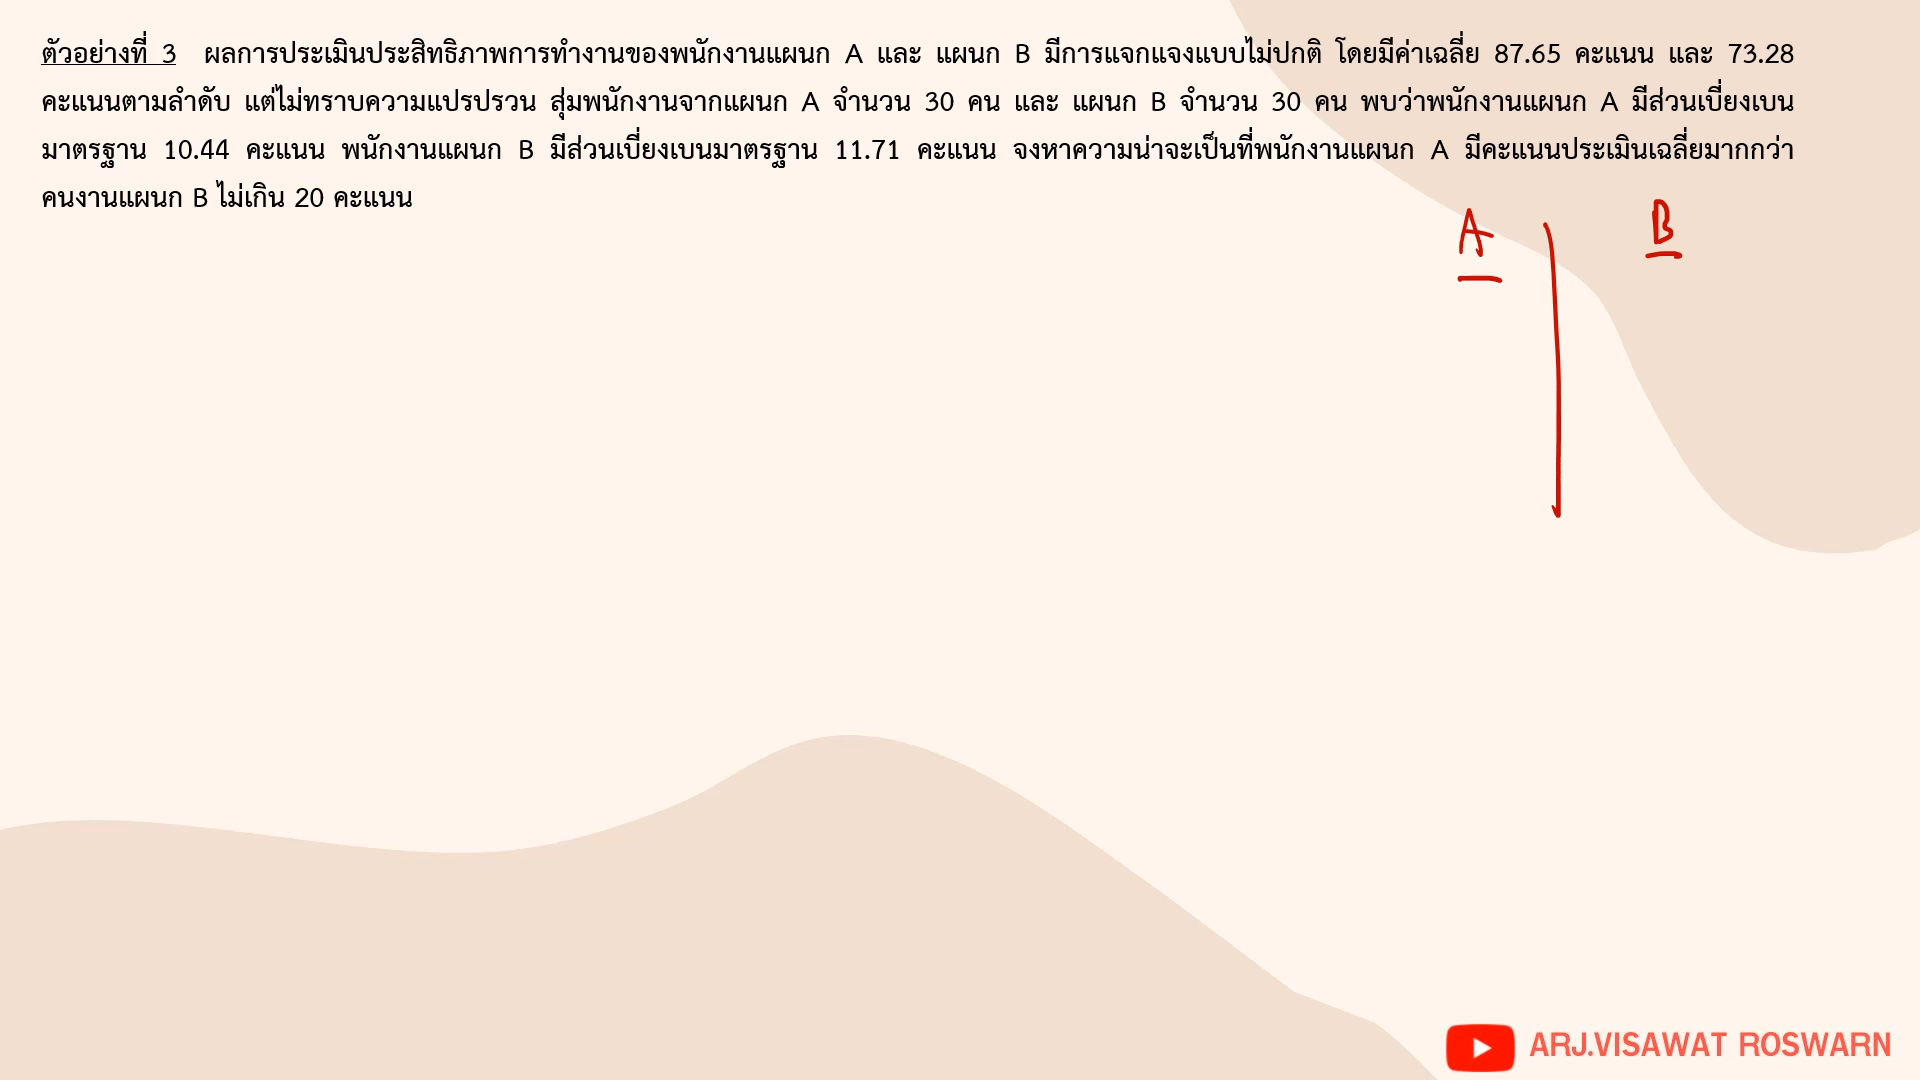 ตัวอย่างที่ 3 ผลการประเมินประสิทธิภาพการทำงานของพนักงานแผนก A และ แผนก B มีการแจกแจงแบบไม่ปกติ โดยมีค่าเฉลี่ย 87.65 คะแนน และ 73.28
คะแนนตามลำดับ แต่ไม่ทราบความแปรปรวน สุ่มพนักงานจากแผนก A จำนวน 30 คน และ แผนก B จำนวน 30 คน พบว่าพนักงานแผนก A มีส่วนเบี่ยงเบน
มาตรฐาน 10.44 คะแนน พนักงานแผนก B มีส่วนเบี่ยงเบนมาตรฐาน 11.71 คะแนน จงหาความน่าจะเป็นที่พนักงานแผนก A มีคะแนนประเมินเฉลี่ยมากกว่า
คนงานแผนก B ไม่เกิน 20 คะแนน
A B
ARJ.VISAWAT ROSWARN